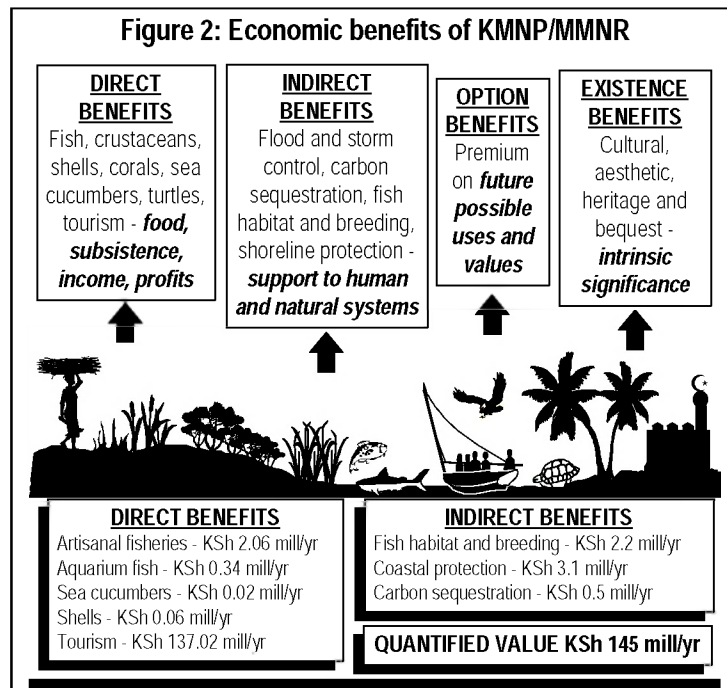 Figure 2: Economic benefits of KMNP/MMNR
DIRECT
BENEFITS
Fish, crustaceans,
shells, corals, sea
cucumbers, turtles,
tourism - food,
subsistence,
income, profits
INDIRECT
BENEFITS
Flood and storm
control, carbon
sequestration, fish
habitat and breeding,
shoreline protection -
support to human
and natural systems
OPTION
BENEFITS
Premium
on future
possible
uses and
values
EXISTENCE
BENEFITS
Cultural,
aesthetic,
heritage and
bequest -
intrinsic
significance
DIRECT BENEFITS
Artisanal fisheries - KSh 2.06 mill/yr
Aquarium fish - KSh 0.34 mill/yr
Sea cucumbers - KSh 0.02 mill/yr
Shells - KSh 0.06 mill/yr
Tourism - KSh 137.02 mill/yr
INDIRECT BENEFITS
Fish habitat and breeding - KSh 2.2 mill/yr
Coastal protection - KSh 3.1 mill/yr
Carbon sequestration - KSh 0.5 mill/yr
QUANTIFIED VALUE KSh 145 mill/yr